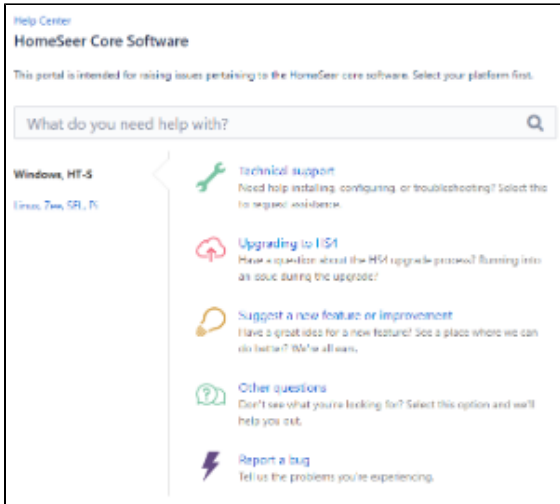 Help Center
HomeSeer Core Software
This portal is intended for raising issues pertaining to the HomeSeer core software. Select your platform first.
What do you need help with?
Windows, HT-S
Linux, Zee, SEL, Pi
Technical support
Need help installing, configuring, or troubleshooting? Select this
to request assistance.
Upgrading to HS4
Have a question about the HS4 upgrade process? Running into
an issue during the upgrade?
Suggest a new feature or improvement
Have a great idea for a new feature? See a place where we can
do better? We're all ears.
Other questions
Don't see what you're looking for? Select this option and we'll
help you out.
Report a bug
Tell us the problems you're experiencing.